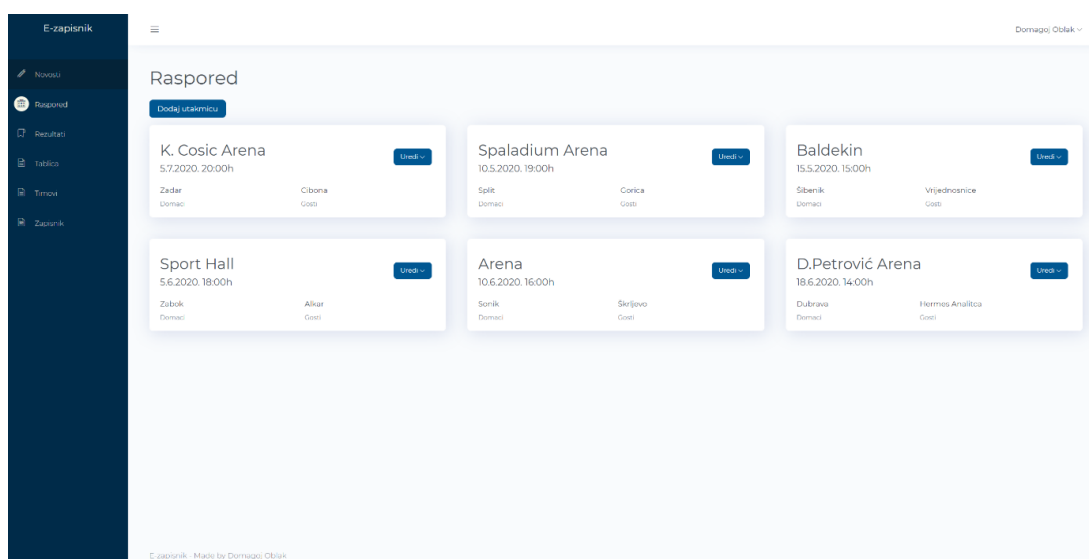 E-zapisnik
Domagoj Oblak
Novosti
Raspored
Rezultati
Tablica
Timovi
Zapisnik
Raspored
Dodaj utakmicu
K. Cosic Arena
Uredi
5.7.2020. 20:00h
Zadar Cibona
Domaci Gosti
Spaladium Arena
Uredi
10.5.2020. 19:00h
Split Gorica
Domaci Gosti
Baldekin
Uredi
15.5.2020. 15:00h
Šibenik Vrijednosnice
Domaci Gosti
Sport Hall
Uredi
5.6.2020. 18:00h
Zabok Alkar
Domaci Gosti
Arena
Uredi
10.6.2020. 16:00h
Sonik Škrljevo
Domaci Gosti
D.Petrović Arena
Uredi
18.6.2020. 14:00h
Dubrava Hermes Analitca
Domaci Gosti
E-zapisnik - Made by Domagoj Oblak